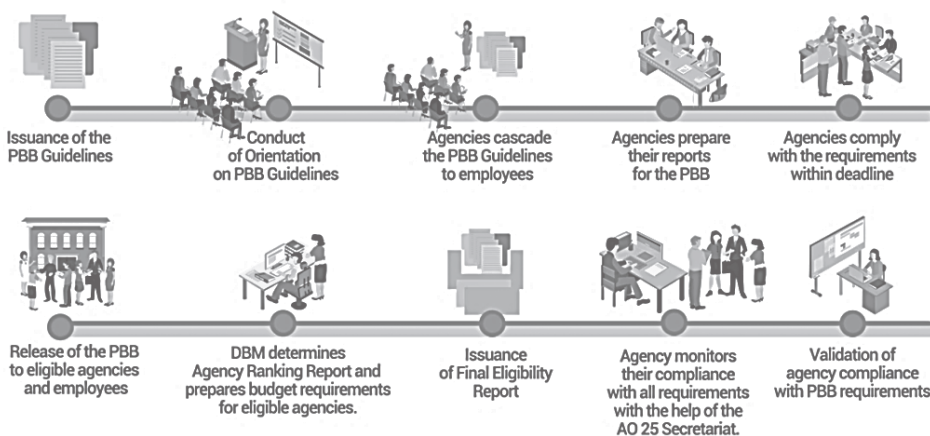 Issuance of the
PBB Guidelines
Conduct
of Orientation
on PBB Guidelines
Agencies cascade
the PBB Guidelines
to employees
Agencies prepare
their reports
for the PBB
Agencies comply
with the requirements
within deadline
Release of the PBB
to eligible agencies
and employees
DBM determines
Agency Ranking Report and
prepares budget requirements
for eligible agencies.
Issuance
of Final Eligibility
Report
Agency monitors
their compliance
with all requirements
with the help of the
AO 25 Secretariat.
Validation of
agency compliance
with PBB requirements